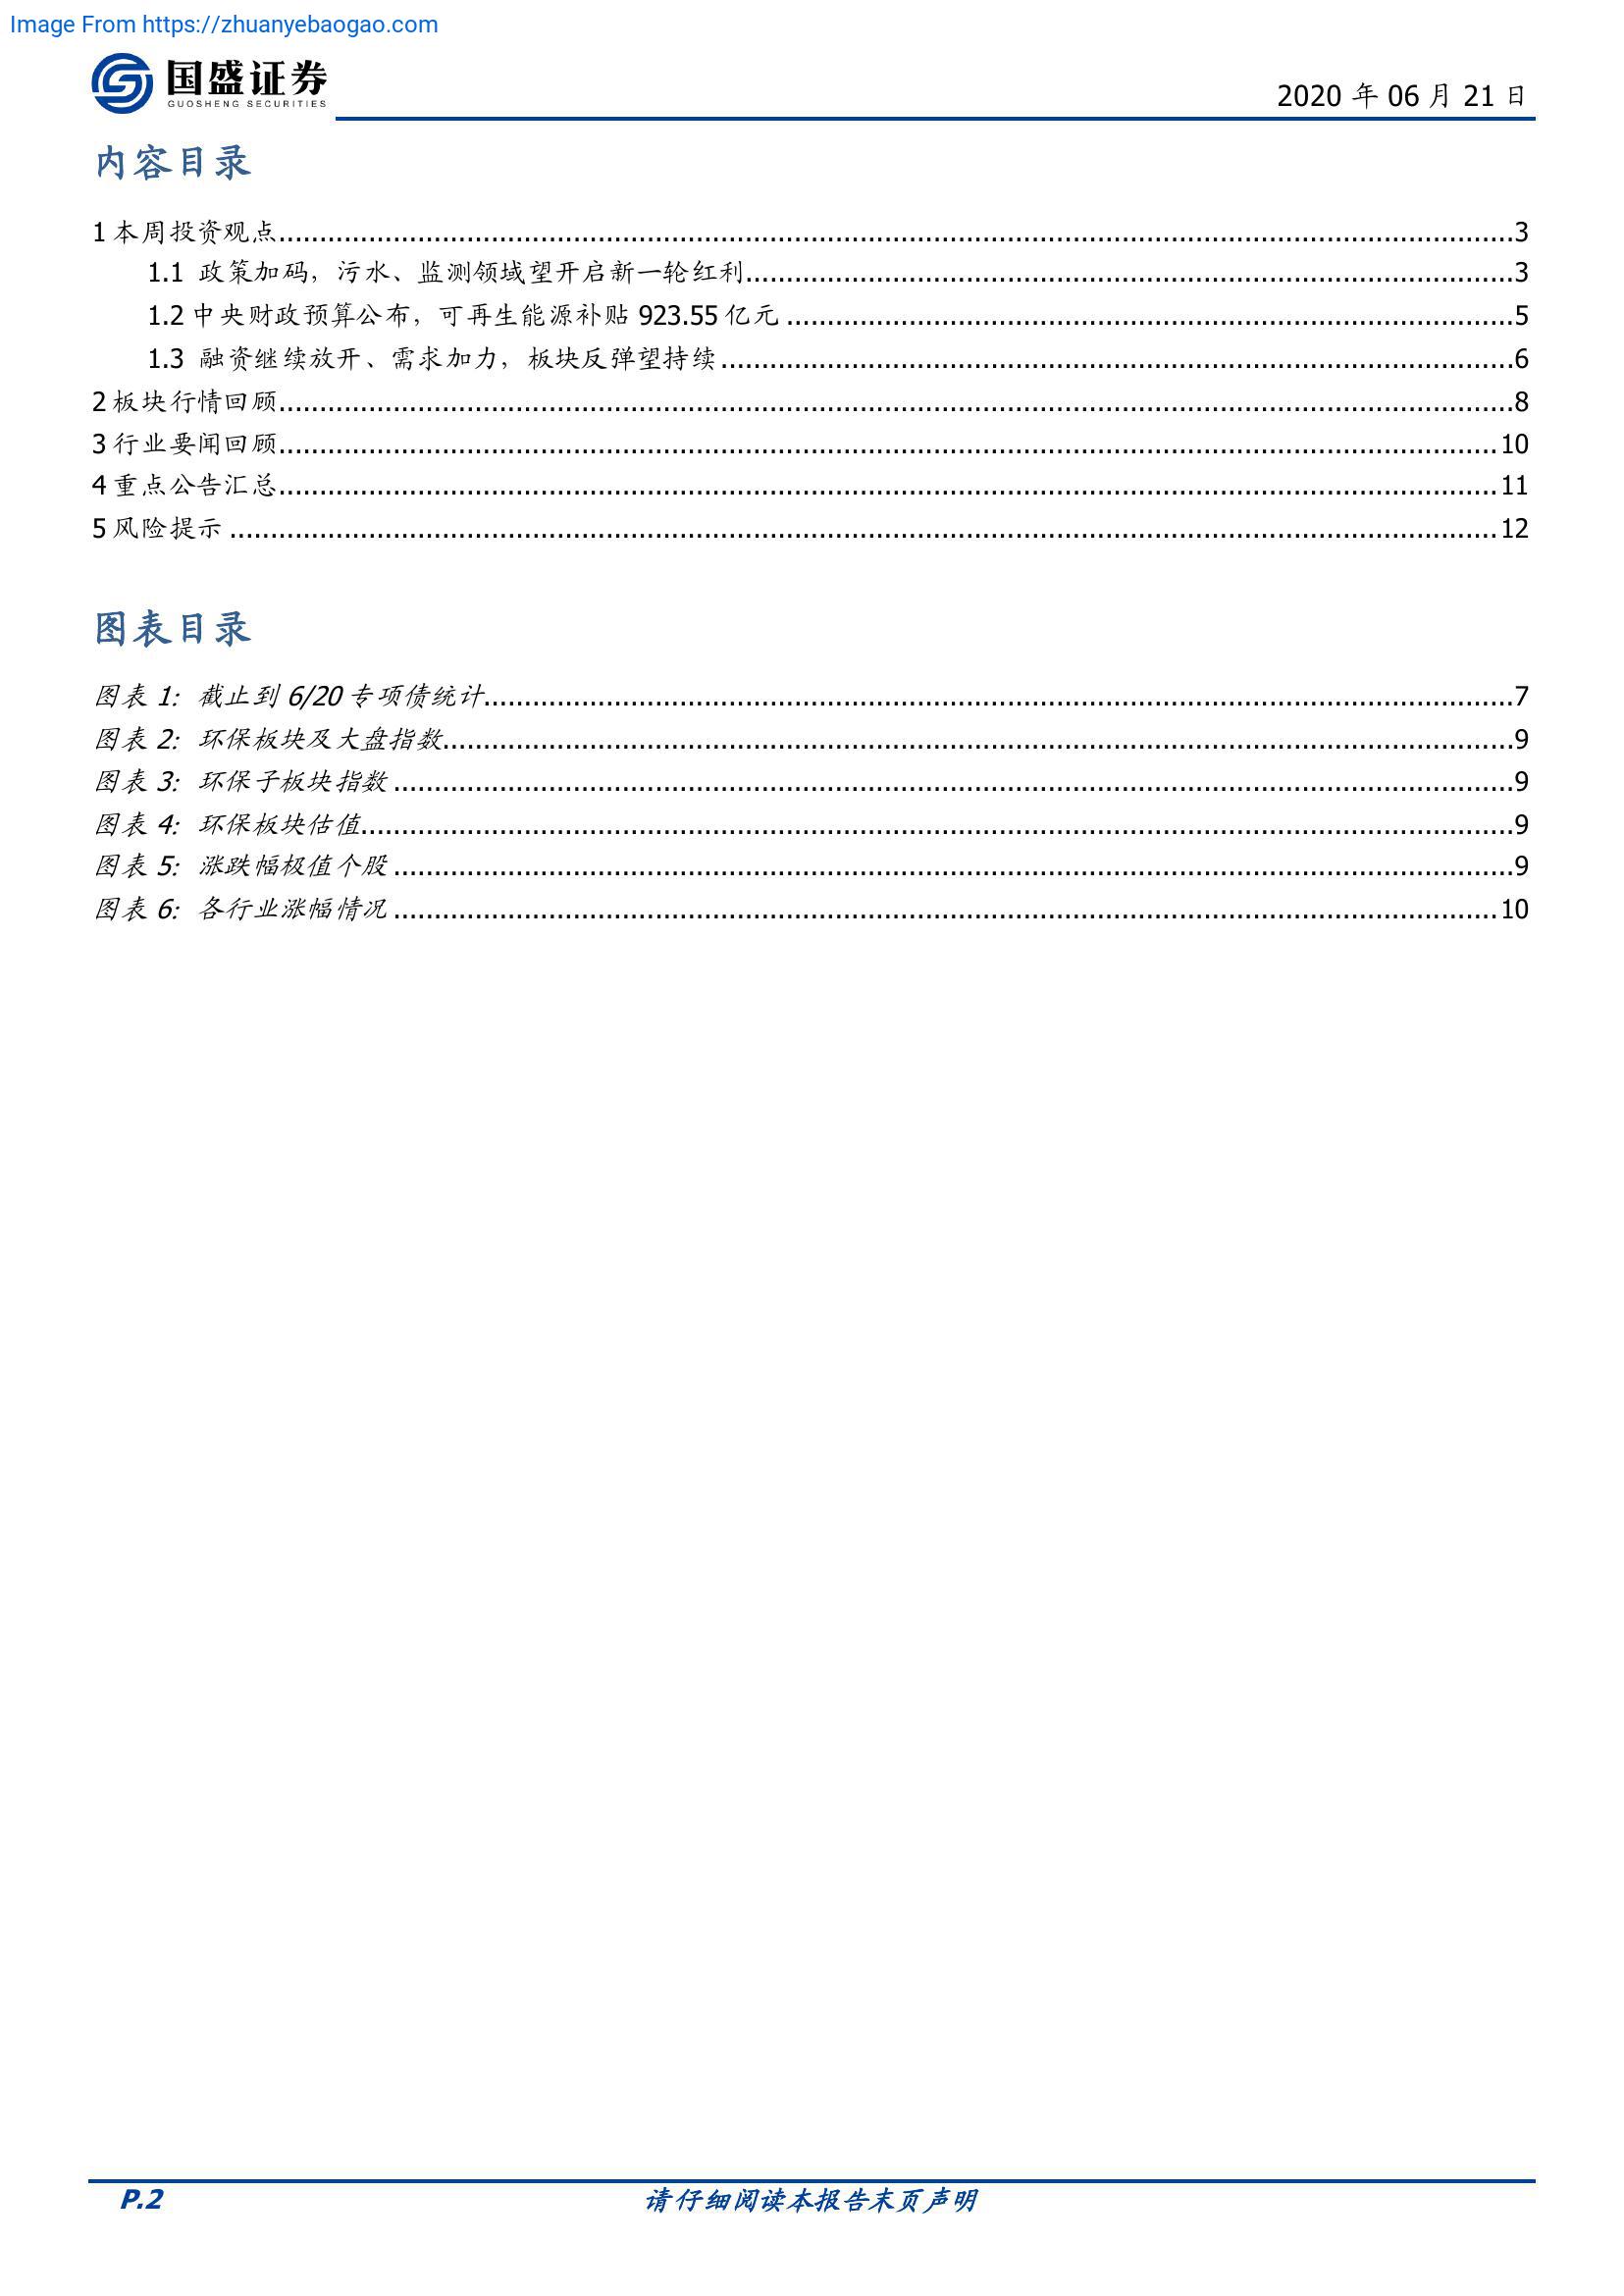 Image From https://zhuanyebaogao.com
国盛证券
GUOSHENG SECURITIES
2020 年 06 月 21 日
内容目录
1 本周投资观点...3
1.1 政策加码，污水、监测领域望开启新一轮红利...3
1.2 中央财政预算公布，可再生能源补贴 923.55 亿元...5
1.3 融资继续放开、需求加力，板块反弹望持续...6
2 板块行情回顾...8
3 行业要闻回顾...10
4 重点公告汇总...11
5 风险提示...12
图表目录
图表 1: 截止到 6/20 专项债统计...7
图表 2: 环保板块及大盘指数...9
图表 3: 环保子板块指数...9
图表 4: 环保板块估值...9
图表 5: 涨跌幅极值个股...9
图表 6: 各行业涨幅情况...10
P.2 请仔细阅读本报告末页声明